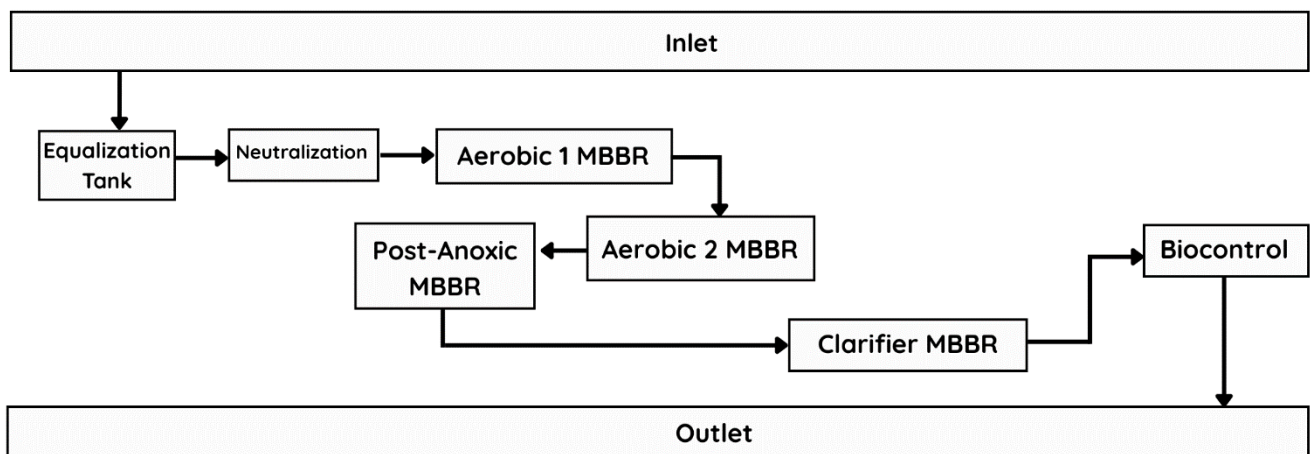 Inlet
Equalization
Tank
Neutralization
Aerobic 1 MBBR
Aerobic 2 MBBR
Post-Anoxic
MBBR
Biocontrol
Clarifier MBBR
Outlet